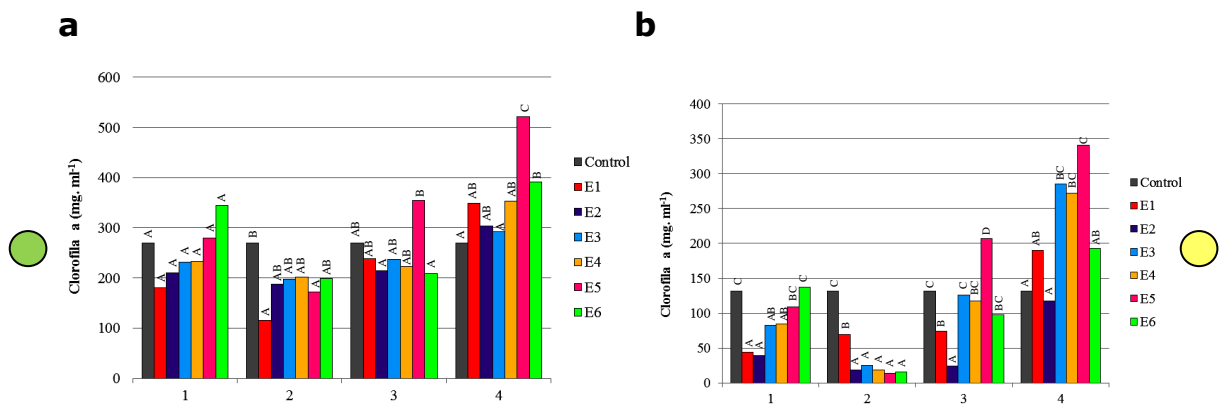 a
Clorofila a (mg. ml-1)
600
500
400
300
200
100
0
A A A A A A A
B A AB AB AB A AB
AB AB A AB AB B A
A AB AB A AB C B
1 2 3 4
Control
E1
E2
E3
E4
E5
E6
b
Clorofila a (mg. ml-1)
400
350
300
250
200
150
100
50
0
C A A AB AB BC C
C B A A A A A
C B A C BC D BC
A AB A BC BC C AB
1 2 3 4
Control
E1
E2
E3
E4
E5
E6